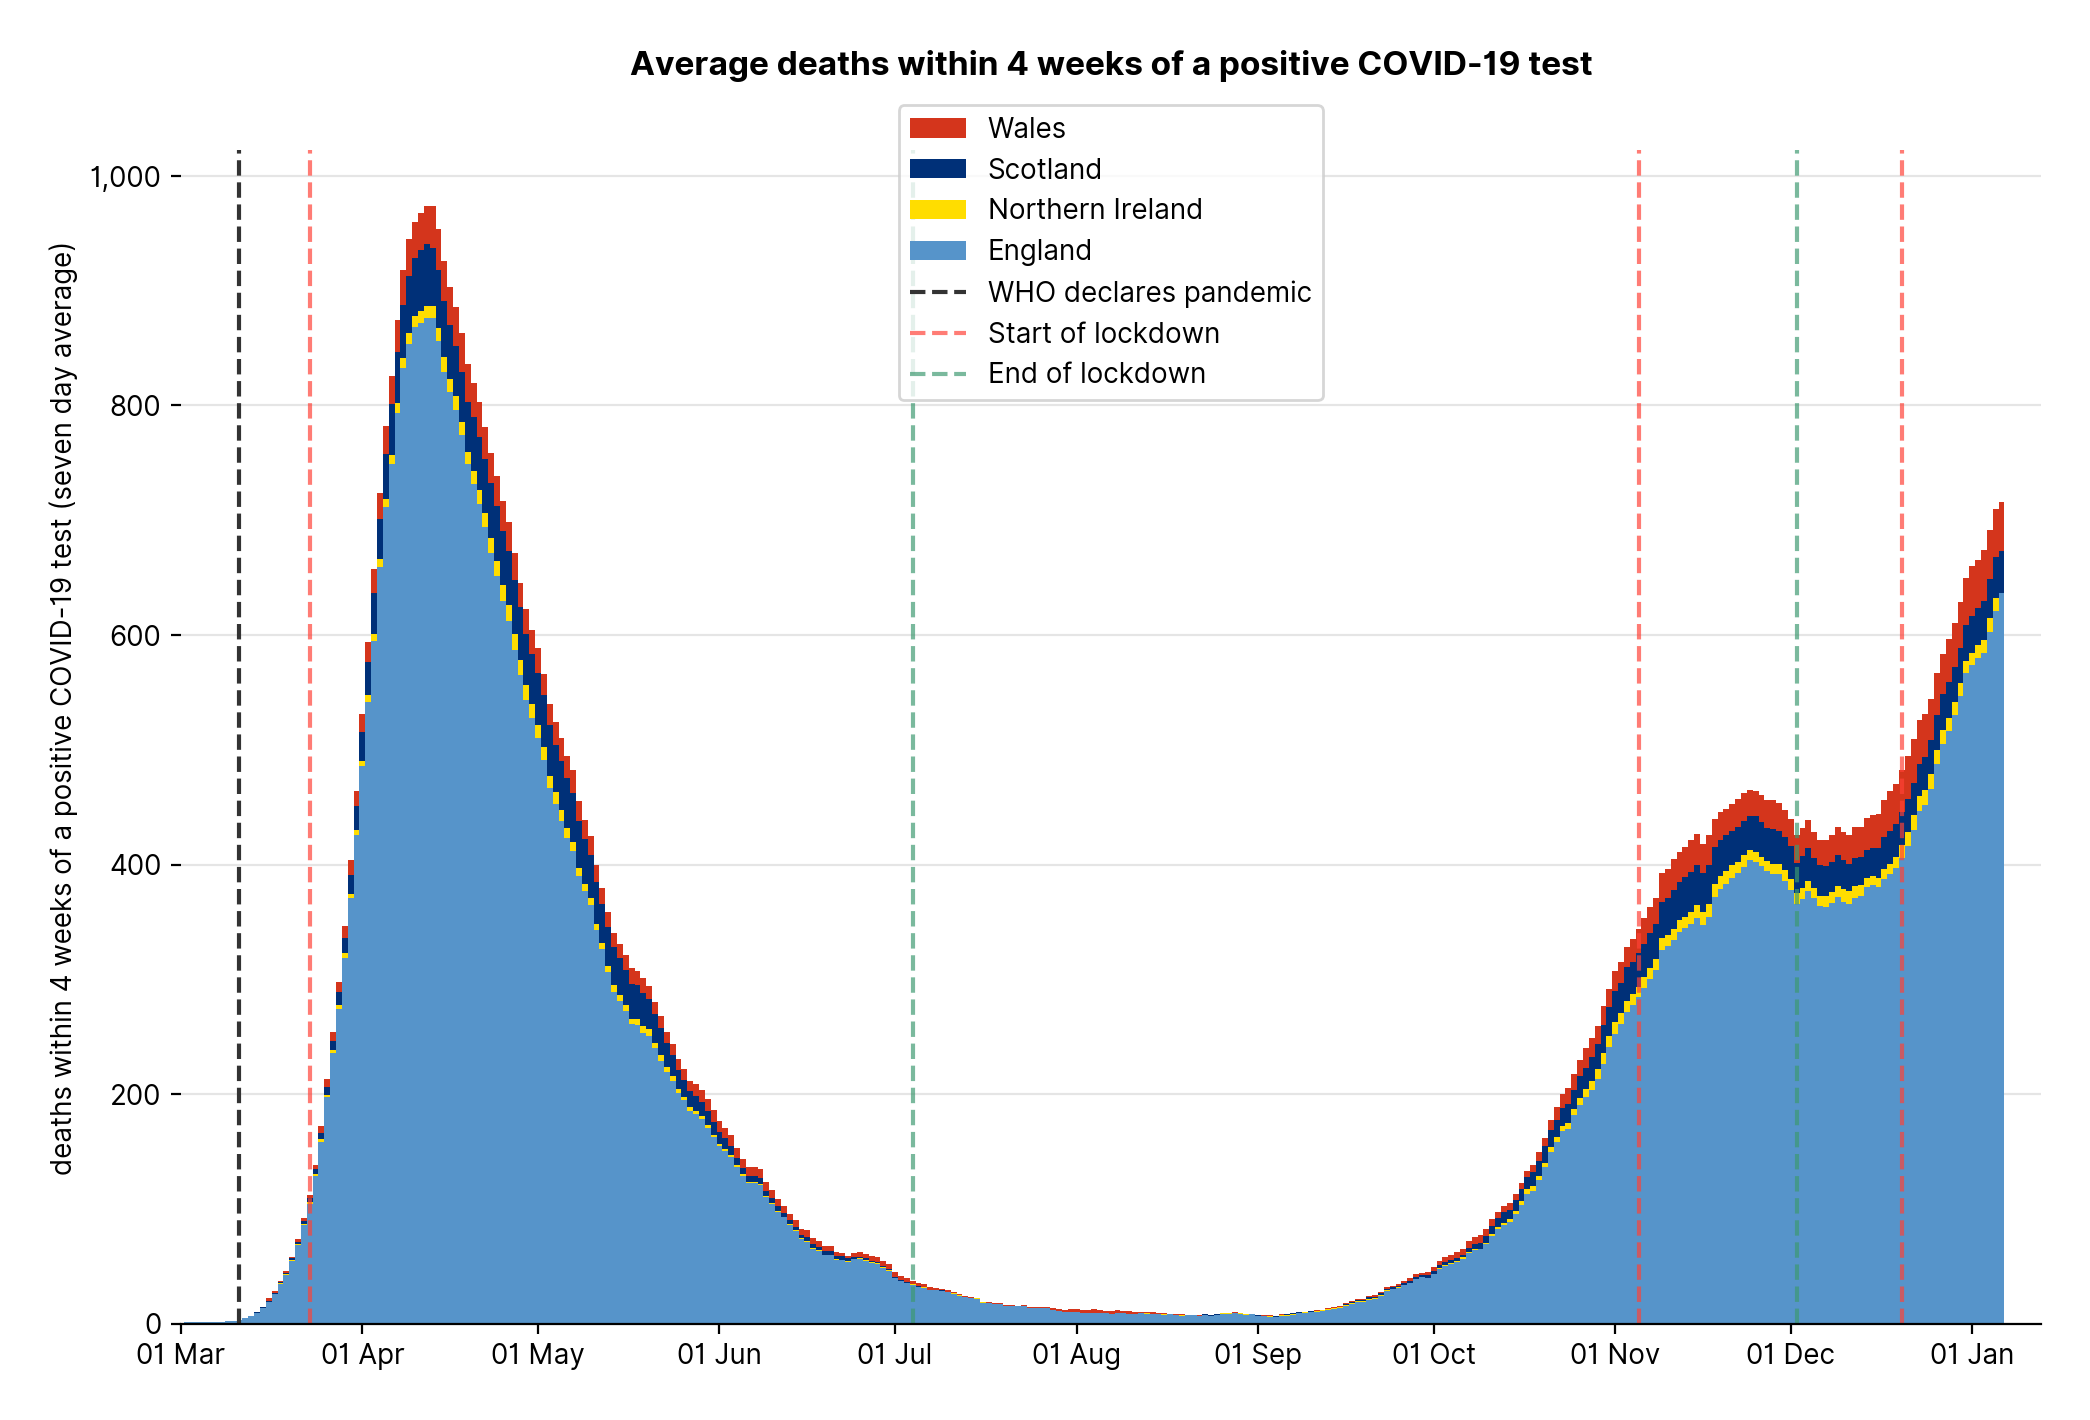 Average deaths within 4 weeks of a positive COVID-19 test
Wales
Scotland
Northern Ireland
England
WHO declares pandemic
Start of lockdown
End of lockdown
deaths within 4 weeks of a positive COVID-19 test (seven day average)
1,000
800
600
400
200
0
01 Mar 01 Apr 01 May 01 Jun 01 Jul 01 Aug 01 Sep 01 Oct 01 Nov 01 Dec 01 Jan